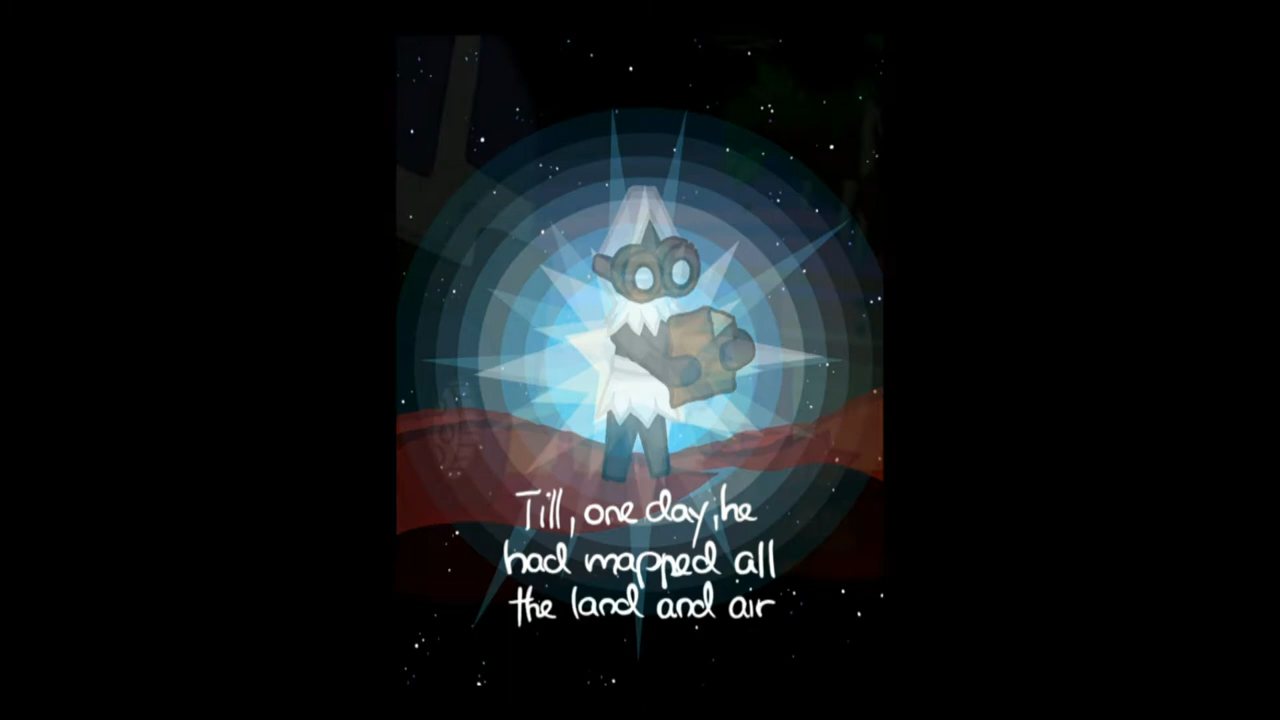 Till, one day, he
had mapped all
the land and air